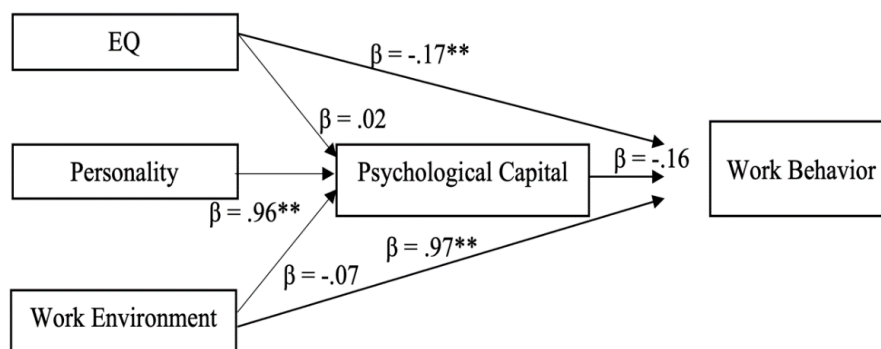 EQ
β = -.17**
β = .02
Personality
Psychological Capital
β = -.16
Work Behavior
β = .96**
β = .97**
β = -.07
Work Environment